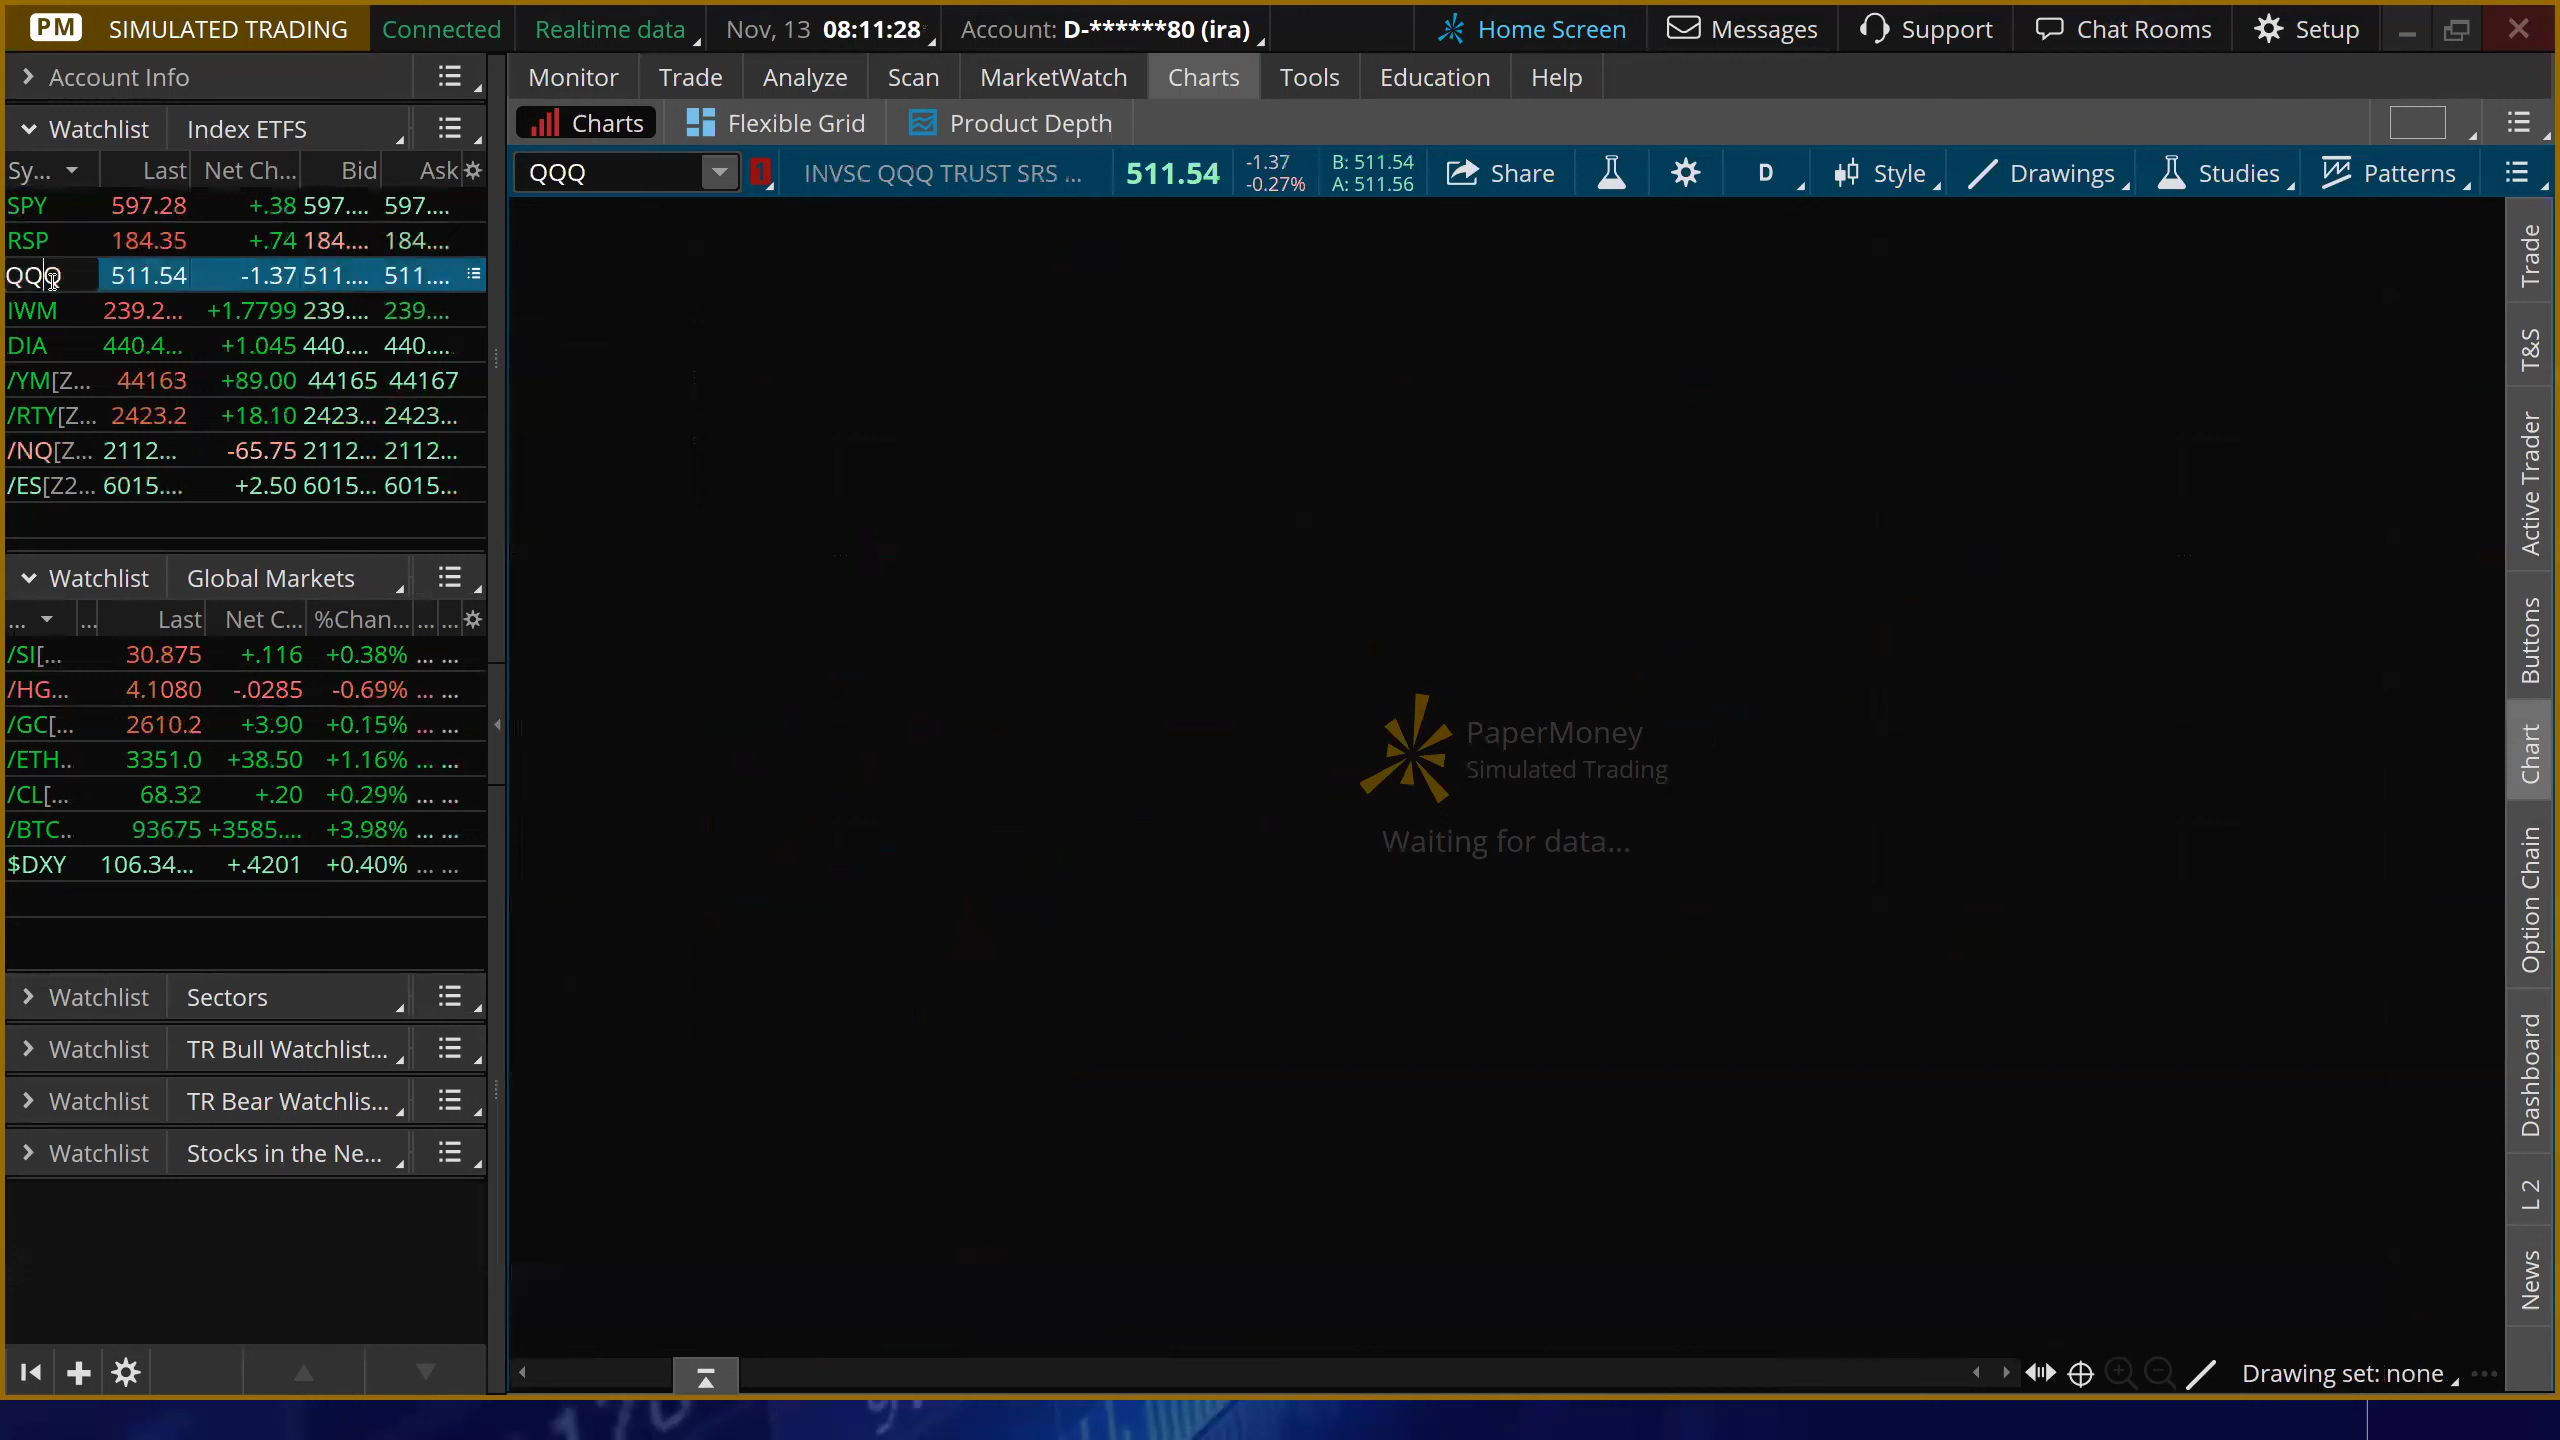 PM SIMULATED TRADING Connected Realtime data Nov, 13 08:11:28 Account: D-******80 (ira) Home Screen Messages Support Chat Rooms Setup
Account Info
Monitor Trade Analyze Scan MarketWatch Charts Tools Education Help
Watchlist Index ETFS
Charts Flexible Grid Product Depth
Sy... Last Net Ch... Bid Ask
QQQ 1 INVSC QQQ TRUST SRS ... 511.54 -1.37 -0.27% B: 511.54 A: 511.56 Share D Style Drawings Studies Patterns
SPY 597.28 +.38 597.... 597....
RSP 184.35 +.74 184.... 184....
QQQ 511.54 -1.37 511.... 511....
IWM 239.2... +1.7799 239.... 239....
DIA 440.4... +1.045 440.... 440....
/YM[Z... 44163 +89.00 44165 44167
/RTY[Z... 2423.2 +18.10 2423... 2423...
/NQ[Z... 2112... -65.75 2112... 2112...
/ES[Z2... 6015.... +2.50 6015... 6015...
Watchlist Global Markets
... ... Last Net C... %Chan... ... ...
/SI[... 30.875 +.116 +0.38% ... ...
/HG... 4.1080 -.0285 -0.69% ... ...
/GC[... 2610.2 +3.90 +0.15% ... ...
/ETH... 3351.0 +38.50 +1.16% ... ...
/CL[... 68.32 +.20 +0.29% ... ...
/BTC... 93675 +3585.... +3.98% ... ...
$DXY 106.34... +.4201 +0.40% ... ...
Watchlist Sectors
Watchlist TR Bull Watchlist...
Watchlist TR Bear Watchlis...
Watchlist Stocks in the Ne...
PaperMoney
Simulated Trading
Waiting for data...
Trade
T&S
Active Trader
Buttons
Chart
Option Chain
Dashboard
L 2
News
Drawing set: none